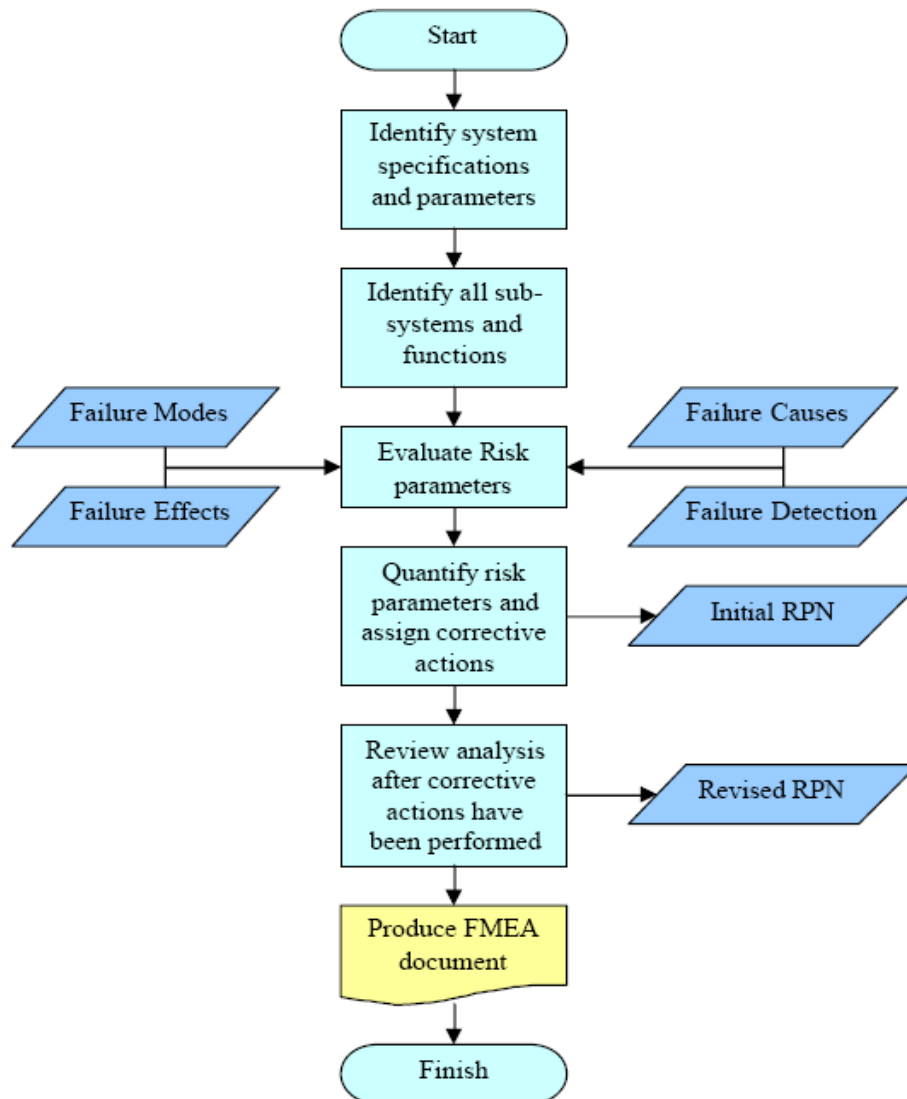 Start
Identify system
specifications
and parameters
Identify all sub-
systems and
functions
Failure Modes
Failure Causes
Evaluate Risk
parameters
Failure Effects
Failure Detection
Quantify risk
parameters and
assign corrective
actions
Initial RPN
Review analysis
after corrective
actions have
been performed
Revised RPN
Produce FMEA
document
Finish